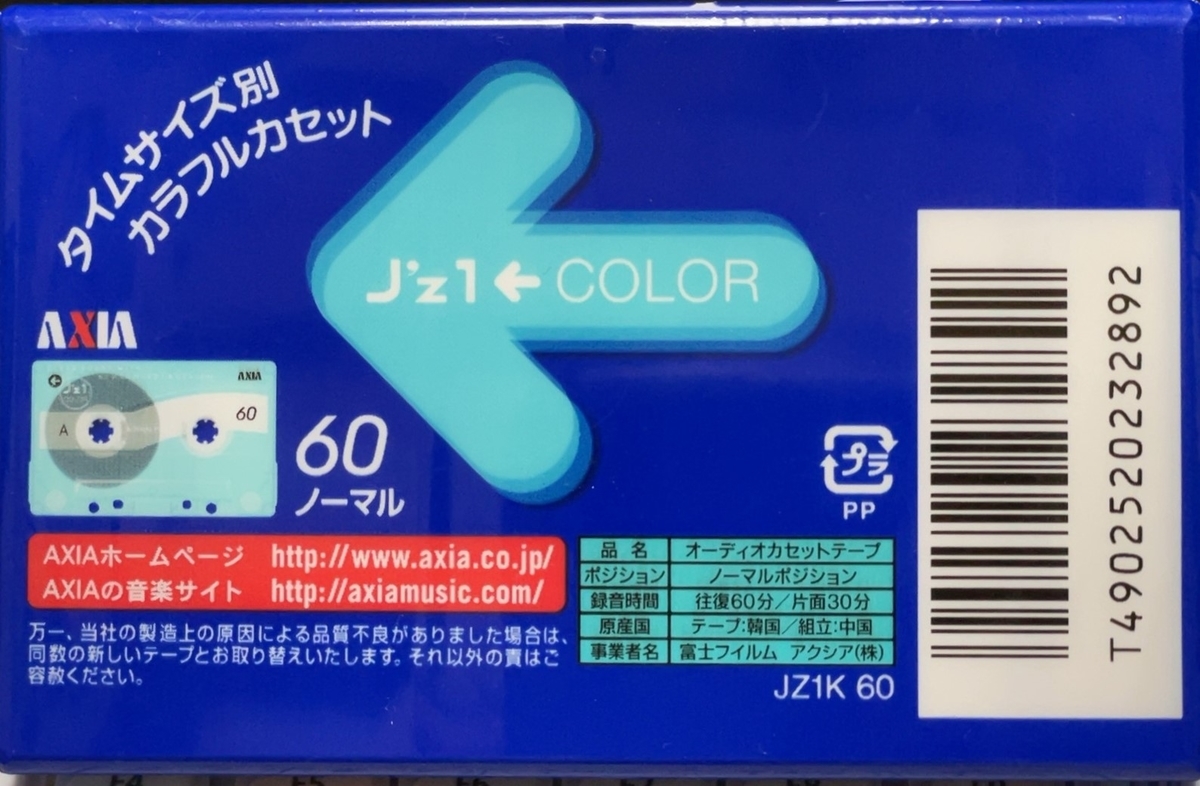 タイムサイズ別
カラフルカセット
J'z1←COLOR
AXIA
J'z1
AXIA
A
60
60
ノーマル
プラ
PP
AXIAホームページ http://www.axia.co.jp/
AXIAの音楽サイト http://axiamusic.com/
万一、当社の製造上の原因による品質不良がありました場合は、
同数の新しいテープとお取り替えいたします。それ以外の責はご
容赦ください。
品名 オーディオカセットテープ
ポジション ノーマルポジション
録音時間 往復60分／片面30分
原産国 テープ:韓国／組立:中国
事業者名 富士フイルム アクシア(株)
JZ1K 60
T4902520232892